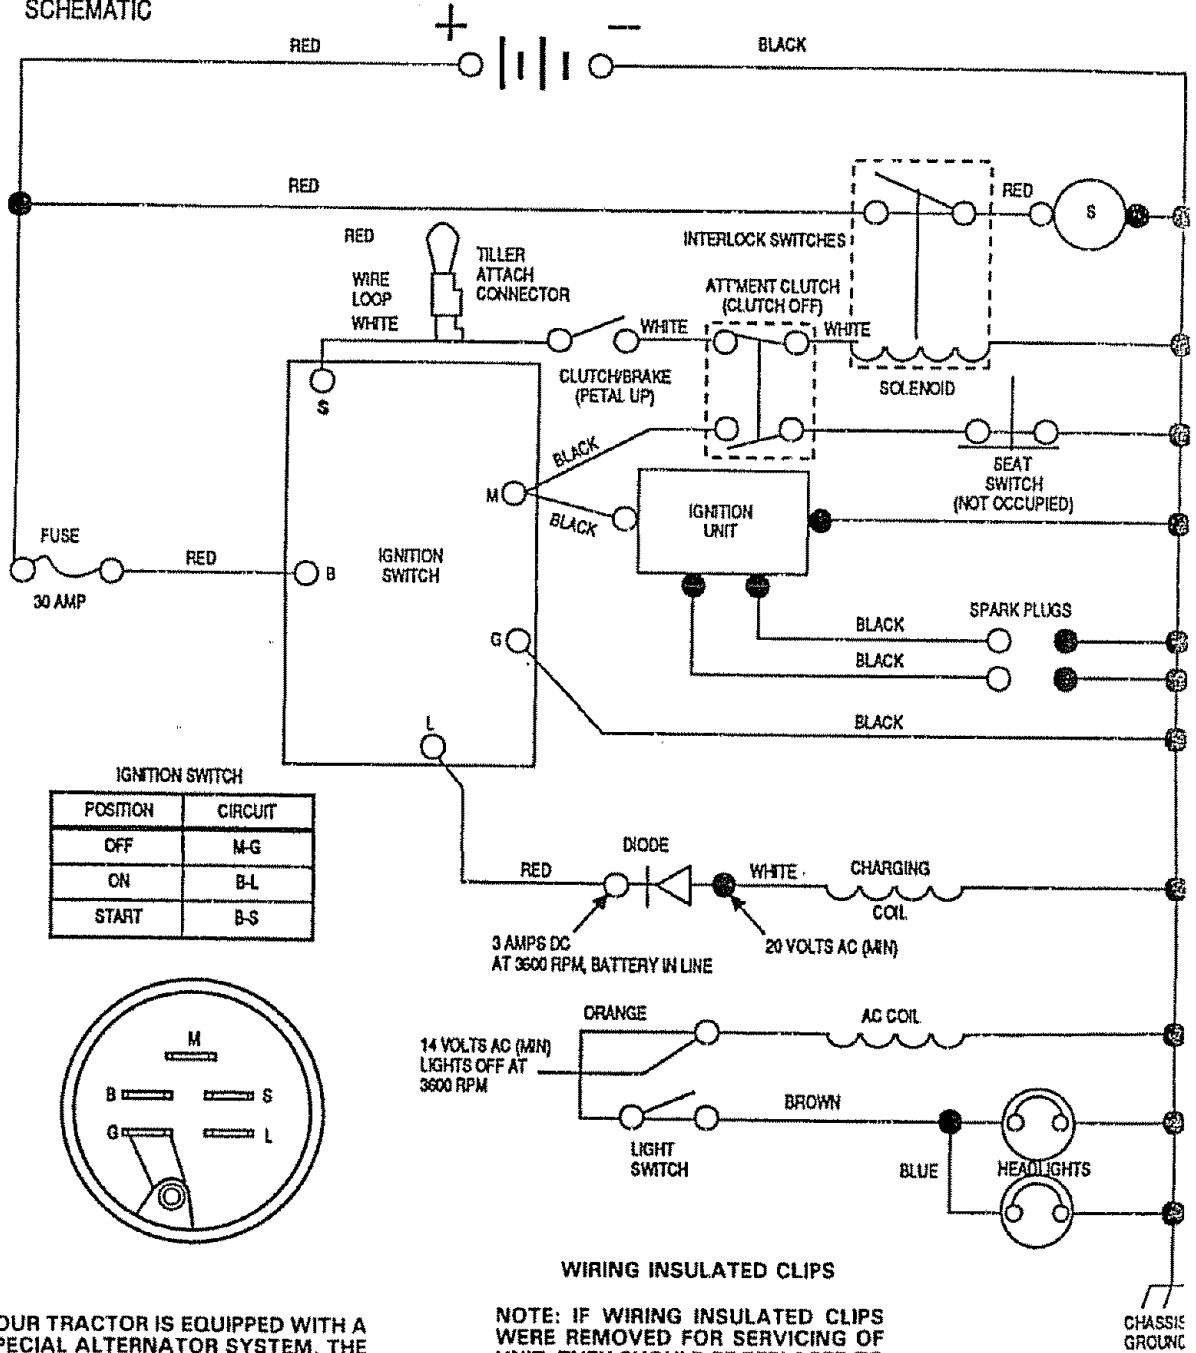 SCHEMATIC
+
−
RED
BLACK
RED
RED
S
INTERLOCK SWITCHES
RED
WIRE
LOOP
WHITE
TILLER
ATTACH
CONNECTOR
ATT'MENT CLUTCH
(CLUTCH OFF)
WHITE
WHITE
CLUTCH/BRAKE
(PETAL UP)
SOLENOID
S
BLACK
M
BLACK
IGNITION
UNIT
SEAT
SWITCH
(NOT OCCUPIED)
FUSE
30 AMP
RED
B
IGNITION
SWITCH
G
SPARK PLUGS
BLACK
BLACK
BLACK
L
IGNITION SWITCH
POSITION CIRCUIT
OFF M-G
ON B-L
START B-S
DIODE
RED
WHITE
CHARGING
COIL
3 AMPS DC
AT 3600 RPM, BATTERY IN LINE
20 VOLTS AC (MIN)
M
B
S
G
L
ORANGE
AC COIL
14 VOLTS AC (MIN)
LIGHTS OFF AT
3600 RPM
BROWN
LIGHT
SWITCH
BLUE
HEADLIGHTS
CHASSIS
GROUND
WIRING INSULATED CLIPS
OUR TRACTOR IS EQUIPPED WITH A
PECIAL ALTERNATOR SYSTEM. THE
NOTE: IF WIRING INSULATED CLIPS
WERE REMOVED FOR SERVICING OF